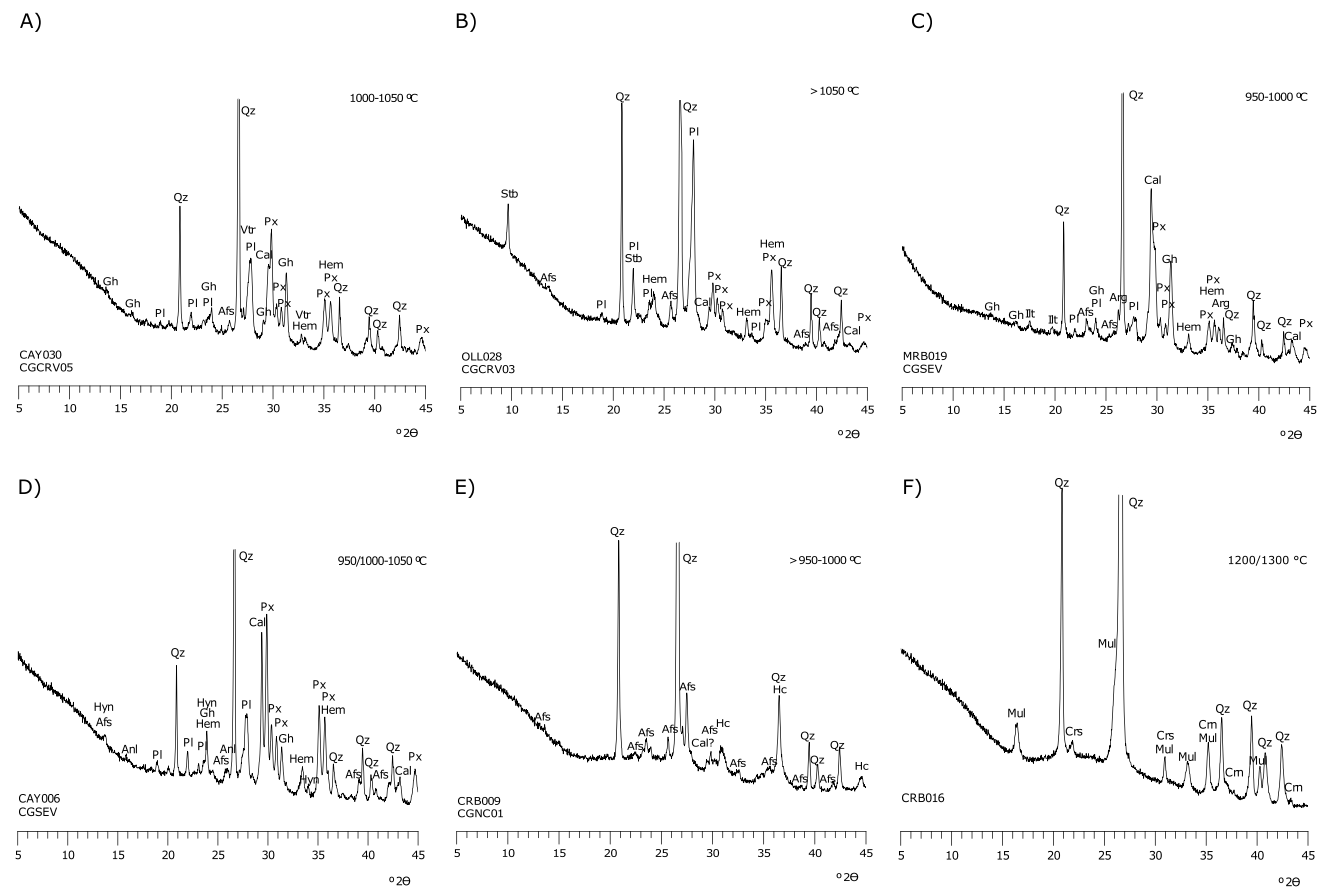 A)
1000-1050 ºC
Qz
Qz
Vtr
Px
Pl
Cal
Gh
Gh
Gh
Gh
Pl
Pl
Pl
Afs
Gh
Px
Px
Vtr
Hem
Hem
Px
Px
Qz
Qz
Qz
Qz
Px
CAY030
CGCRV05
5 10 15 20 25 30 35 40 45
º2Θ
B)
>1050 ºC
Stb
Afs
Pl
Qz
Pl
Stb
Hem
Pl
Afs
Qz
Pl
Cal
Px
Px
Px
Hem
Pl
Hem
Px
Px
Qz
Afs
Qz
Qz
Afs
Qz
Cal
Px
OLL028
CGCRV03
5 10 15 20 25 30 35 40 45
º2Θ
C)
950-1000 ºC
Gh
Gh
Ilt
Ilt
Qz
Pl
Afs
Gh
Pl
Afs
Arg
Qz
Pl
Cal
Px
Px
Px
Gh
Hem
Px
Px
Hem
Arg
Qz
Gh
Qz
Qz
Qz
Cal
Px
MRB019
CGSEV
5 10 15 20 25 30 35 40 45
º2Θ
D)
950/1000-1050 ºC
Hyn
Afs
Anl
Pl
Qz
Pl
Pl
Hyn
Gh
Hem
Anl
Afs
Qz
Pl
Cal
Px
Px
Px
Gh
Hem
Hyn
Px
Px
Hem
Qz
Afs
Qz
Qz
Afs
Qz
Cal
Px
CAY006
CGSEV
5 10 15 20 25 30 35 40 45
º2Θ
E)
>950-1000 ºC
Afs
Qz
Afs
Afs
Afs
Qz
Afs
Cal?
Afs
Hc
Afs
Afs
Qz
Hc
Afs
Qz
Qz
Afs
Qz
Hc
CRB009
CGNC01
5 10 15 20 25 30 35 40 45
º2Θ
F)
1200/1300 °C
Mul
Qz
Crs
Mul
Qz
Crs
Mul
Mul
Crn
Mul
Qz
Crn
Qz
Mul
Qz
Qz
Crn
CRB016
5 10 15 20 25 30 35 40 45
º2Θ